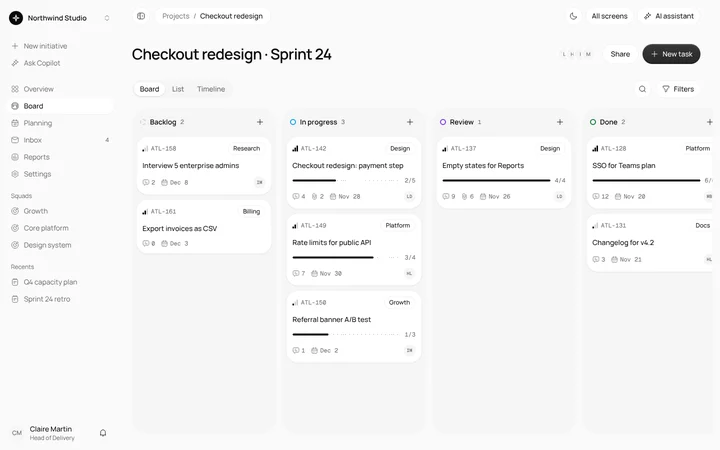 Northwind Studio
Projects / Checkout redesign
All screens
AI assistant
New initiative
Ask Copilot
Overview
Board
Planning
Inbox 4
Reports
Settings
Squads
Growth
Core platform
Design system
Recents
Q4 capacity plan
Sprint 24 retro
CM
Claire Martin
Head of Delivery
Checkout redesign · Sprint 24
Share
New task
Board List Timeline
Filters
Backlog 2
ATL-158 Research
Interview 5 enterprise admins
2 Dec 8
ATL-161 Billing
Export invoices as CSV
0 Dec 3
In progress 3
ATL-142 Design
Checkout redesign: payment step
2/5
4 2 Nov 28
ATL-149 Platform
Rate limits for public API
3/4
7 Nov 30
ATL-150 Growth
Referral banner A/B test
1/3
1 Dec 2
Review 1
ATL-137 Design
Empty states for Reports
4/4
9 6 Nov 26
Done 2
ATL-128 Platform
SSO for Teams plan
12 Nov 20
ATL-131 Docs
Changelog for v4.2
3 Nov 21